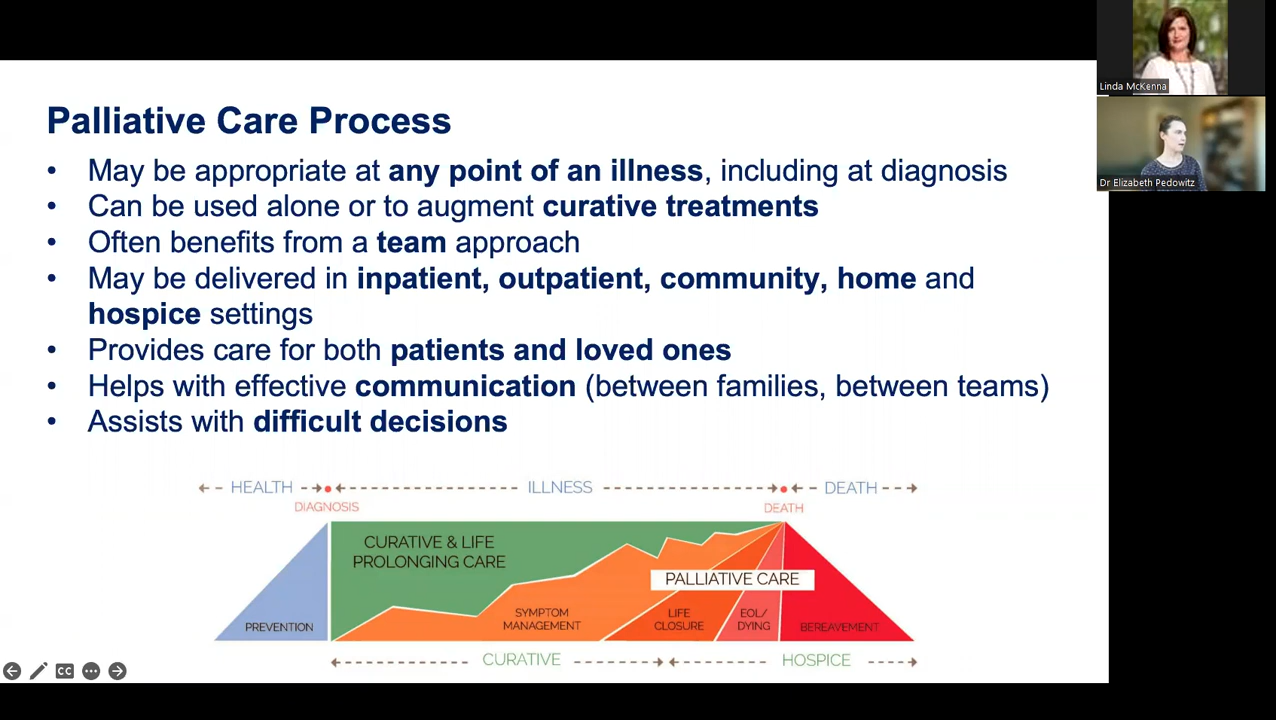 Linda McKenna
Dr Elizabeth Pedowitz
Palliative Care Process
• May be appropriate at any point of an illness, including at diagnosis
• Can be used alone or to augment curative treatments
• Often benefits from a team approach
• May be delivered in inpatient, outpatient, community, home and
hospice settings
• Provides care for both patients and loved ones
• Helps with effective communication (between families, between teams)
• Assists with difficult decisions
HEALTH ILLNESS DEATH
DIAGNOSIS DEATH
CURATIVE & LIFE
PROLONGING CARE
PALLIATIVE CARE
PREVENTION
SYMPTOM
MANAGEMENT
LIFE
CLOSURE
EOL/
DYING
BEREAVEMENT
CURATIVE HOSPICE
CC